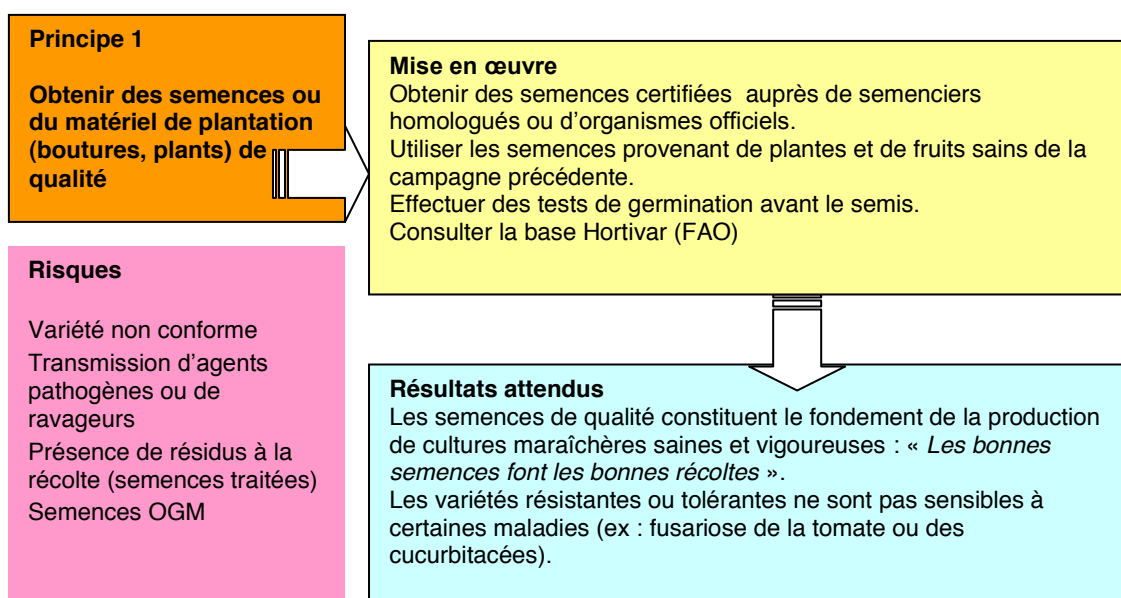 Principe 1
Obtenir des semences ou
du matériel de plantation
(boutures, plants) de
qualité
Mise en œuvre
Obtenir des semences certifiées auprès de semenciers
homologués ou d'organismes officiels.
Utiliser les semences provenant de plantes et de fruits sains de la
campagne précédente.
Effectuer des tests de germination avant le semis.
Consulter la base Hortivar (FAO)
Risques
Variété non conforme
Transmission d'agents
pathogènes ou de
ravageurs
Présence de résidus à la
récolte (semences traitées)
Semences OGM
Résultats attendus
Les semences de qualité constituent le fondement de la production
de cultures maraîchères saines et vigoureuses : « Les bonnes
semences font les bonnes récoltes ».
Les variétés résistantes ou tolérantes ne sont pas sensibles à
certaines maladies (ex : fusariose de la tomate ou des
cucurbitacées).